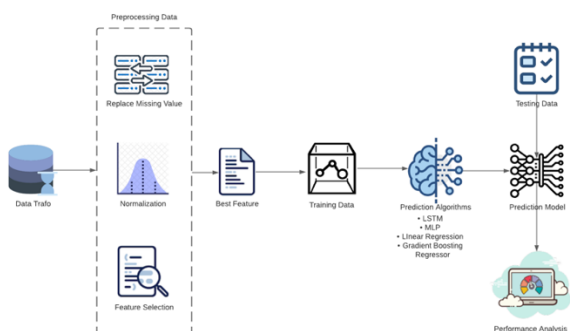 Preprocessing Data
Replace Missing Value
Testing Data
Data Trafo
Normalization
Best Feature
Training Data
Prediction Algorithms
• LSTM
• MLP
• LInear Regression
• Gradient Boosting
Regressor
Prediction Model
Feature Selection
Performance Analysis